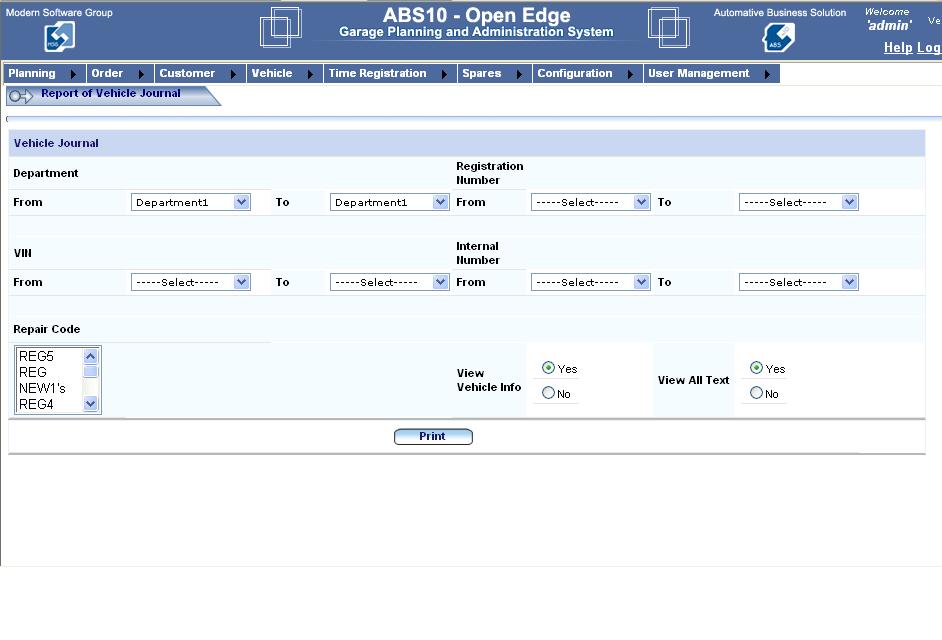 Modern Software Group
MSG
ABS10 - Open Edge
Garage Planning and Administration System
Automotive Business Solution
ABS
Welcome
'admin'
Ve
Help Log
Planning Order Customer Vehicle Time Registration Spares Configuration User Management
Report of Vehicle Journal
Vehicle Journal
Department
Registration
Number
From Department1 To Department1 From -----Select----- To -----Select-----
VIN
Internal
Number
From -----Select----- To -----Select----- From -----Select----- To -----Select-----
Repair Code
REG5
REG
NEW1's
REG4
View
Vehicle Info
Yes
No
View All Text
Yes
No
Print